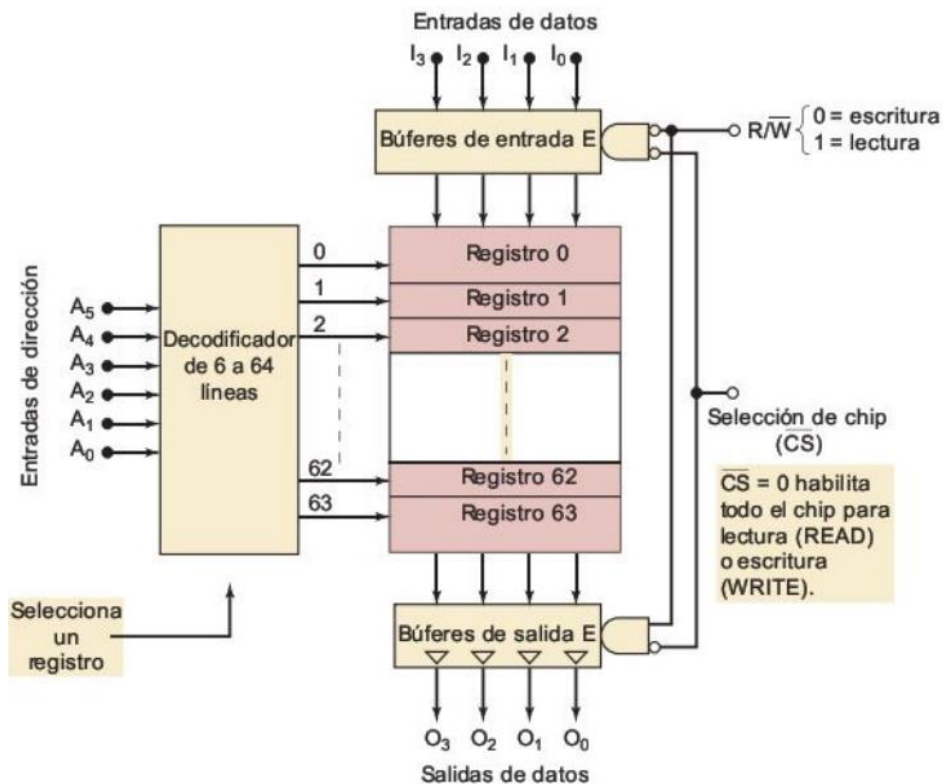 Entradas de datos
I₃ I₂ I₁ I₀
Búferes de entrada E
R/W̅ { 0 = escritura
1 = lectura
Entradas de dirección
A₅
A₄
A₃
A₂
A₁
A₀
Decodificador
de 6 a 64
líneas
0
1
2
62
63
Registro 0
Registro 1
Registro 2
Registro 62
Registro 63
Selección de chip
(C̅S̅)
C̅S̅ = 0 habilita
todo el chip para
lectura (READ)
o escritura
(WRITE).
Selecciona
un
registro
Búferes de salida E
O₃ O₂ O₁ O₀
Salidas de datos